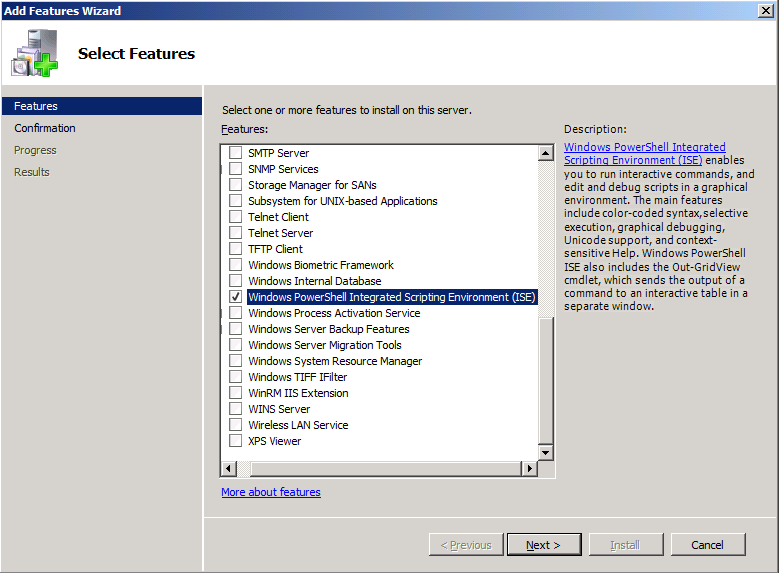 Add Features Wizard
Select Features
Features
Confirmation
Progress
Results
Select one or more features to install on this server.
Features:
SMTP Server
SNMP Services
Storage Manager for SANs
Subsystem for UNIX-based Applications
Telnet Client
Telnet Server
TFTP Client
Windows Biometric Framework
Windows Internal Database
Windows PowerShell Integrated Scripting Environment (ISE)
Windows Process Activation Service
Windows Server Backup Features
Windows Server Migration Tools
Windows System Resource Manager
Windows TIFF IFilter
WinRM IIS Extension
WINS Server
Wireless LAN Service
XPS Viewer
More about features
Description:
Windows PowerShell Integrated
Scripting Environment (ISE) enables
you to run interactive commands, and
edit and debug scripts in a graphical
environment. The main features
include color-coded syntax,selective
execution, graphical debugging,
Unicode support, and context-
sensitive Help. Windows PowerShell
ISE also includes the Out-GridView
cmdlet, which sends the output of a
command to an interactive table in a
separate window.
< Previous
Next >
Install
Cancel